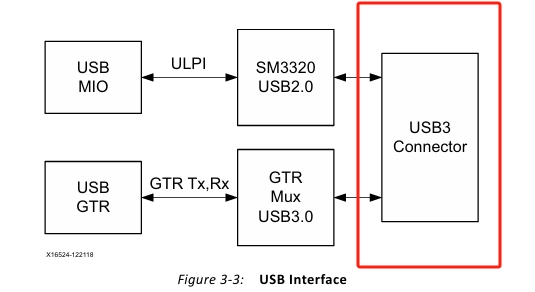 USB
MIO
ULPI
SM3320
USB2.0
USB3
Connector
USB
GTR
GTR Tx,Rx
GTR
Mux
USB3.0
X16524-122118
Figure 3-3: USB Interface